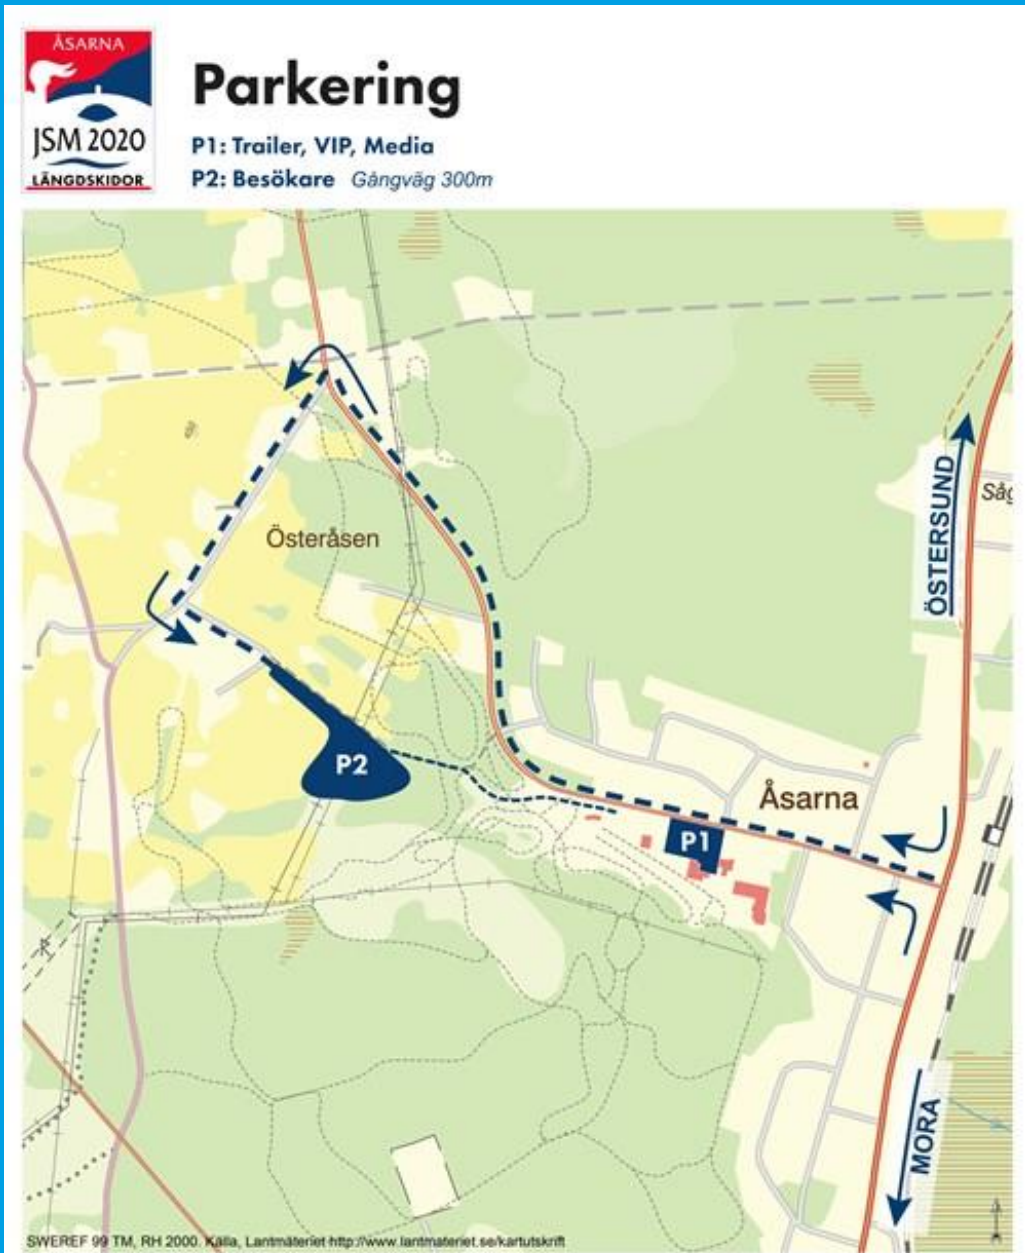 ÅSARNA
JSM 2020
LÄNGDSKIDOR
Parkering
P1: Trailer, VIP, Media
P2: Besökare Gångväg 300m
ÖSTERSUND
Såg
Österåsen
P2
Åsarna
P1
MORA
SWEREF 99 TM, RH 2000. Källa, Lantmäteriet http://www.lantmateriet.se/kartutskrift